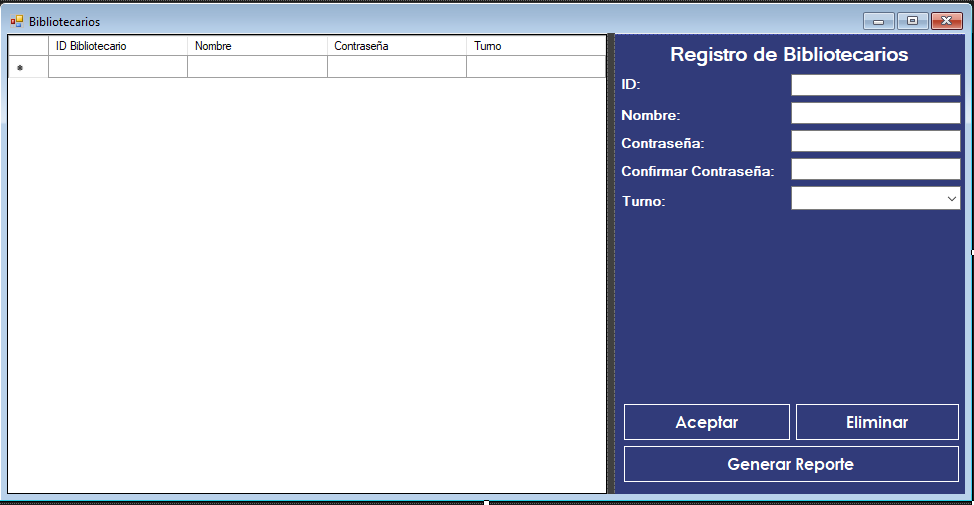 Bibliotecarios
ID Bibliotecario Nombre Contraseña Turno
*
Registro de Bibliotecarios
ID:
Nombre:
Contraseña:
Confirmar Contraseña:
Turno:
Aceptar Eliminar
Generar Reporte